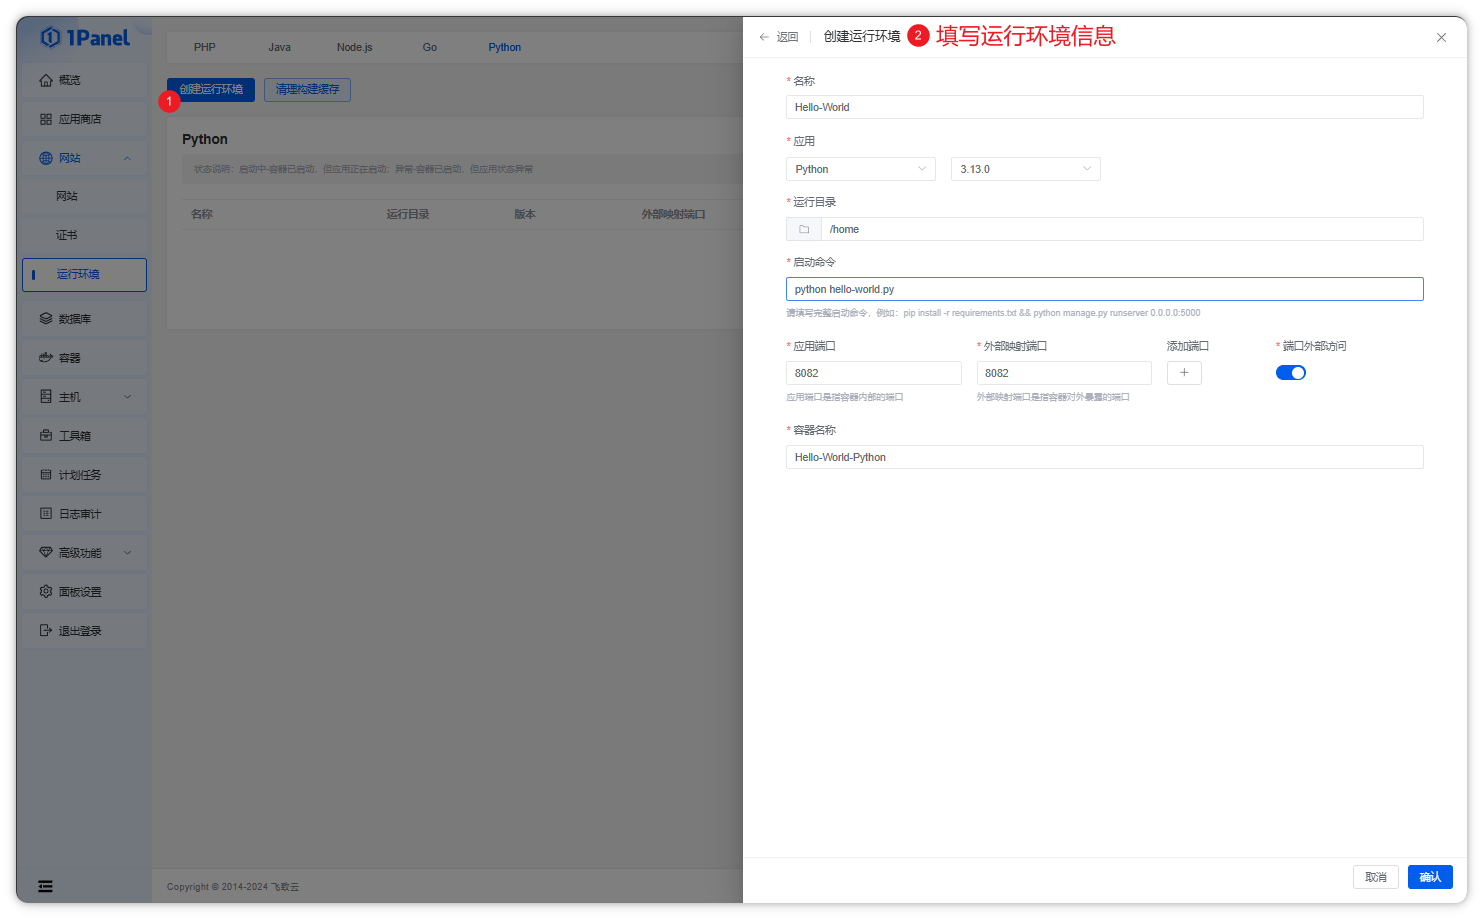 1Panel
概览
应用商店
网站
网站
证书
运行环境
数据库
容器
主机
工具箱
计划任务
日志审计
高级功能
面板设置
退出登录
PHP
Java
Node.js
Go
Python
创建运行环境
清理构建缓存
1
Python
状态说明：启动中-容器已启动，但应用正在启动；异常-容器已启动，但应用状态异常
名称
运行目录
版本
外部映射端口
Copyright © 2014-2024 飞致云
返回
创建运行环境
2
填写运行环境信息
* 名称
Hello-World
* 应用
Python
3.13.0
* 运行目录
/home
* 启动命令
python hello-world.py
请填写完整启动命令，例如：pip install -r requirements.txt && python manage.py runserver 0.0.0.0:5000
* 应用端口
* 外部映射端口
添加端口
* 端口外部访问
8082
8082
应用端口是指容器内部的端口
外部映射端口是指容器对外暴露的端口
* 容器名称
Hello-World-Python
取消
确认